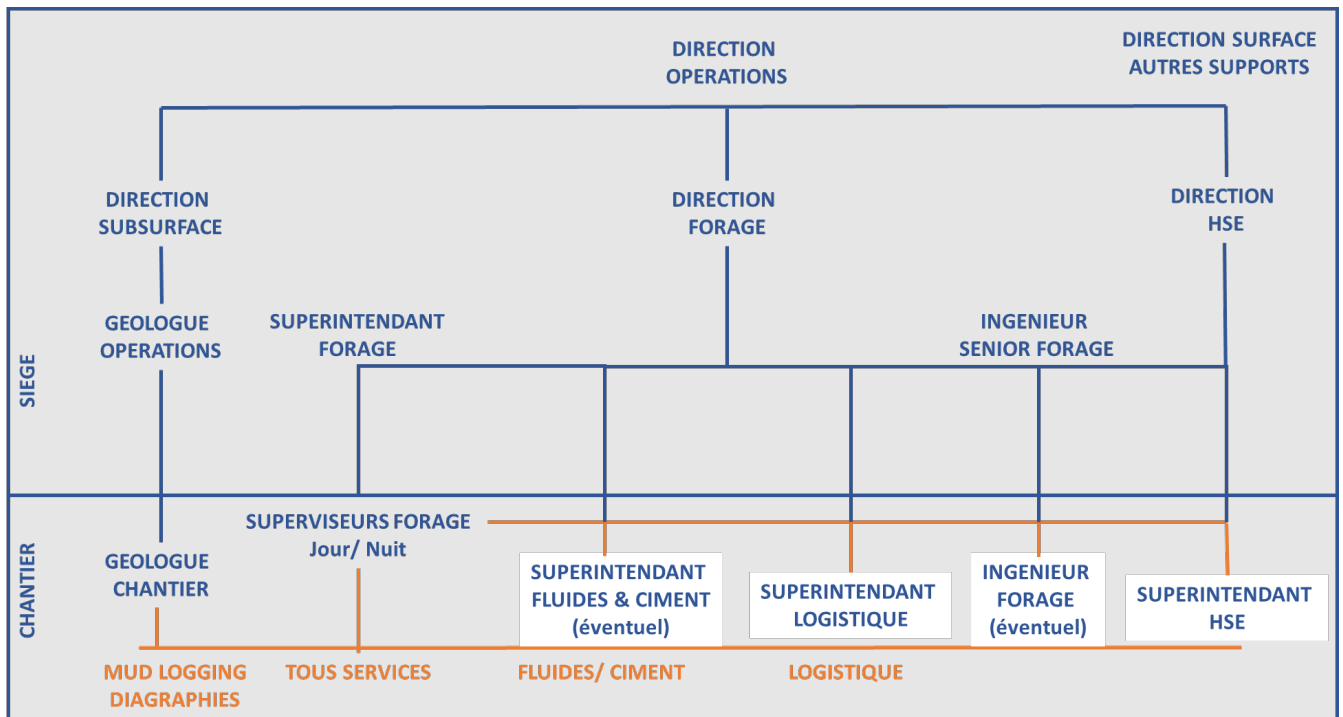 DIRECTION
OPERATIONS
DIRECTION SURFACE
AUTRES SUPPORTS
DIRECTION
SUBSURFACE
DIRECTION
FORAGE
DIRECTION
HSE
GEOLOGUE
OPERATIONS
SUPERINTENDANT
FORAGE
INGENIEUR
SENIOR FORAGE
SIEGE
CHANTIER
SUPERVISEURS FORAGE
Jour/ Nuit
GEOLOGUE
CHANTIER
SUPERINTENDANT
FLUIDES & CIMENT
(éventuel)
SUPERINTENDANT
LOGISTIQUE
INGENIEUR
FORAGE
(éventuel)
SUPERINTENDANT
HSE
MUD LOGGING
DIAGRAPHIES
TOUS SERVICES
FLUIDES/ CIMENT
LOGISTIQUE